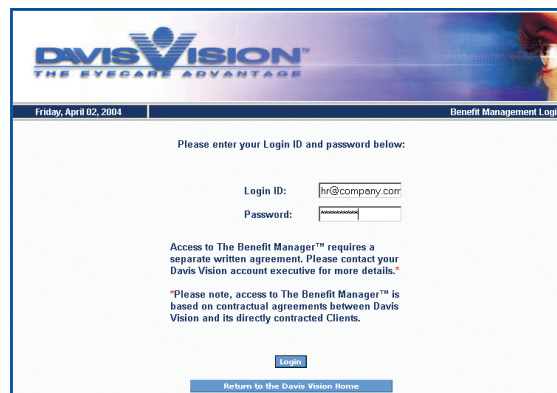 DAVIS VISION™
THE EYECARE ADVANTAGE
Friday, April 02, 2004
Benefit Management Logi
Please enter your Login ID and password below:
Login ID:
hr@company.com
Password:
**********
Access to The Benefit Manager™ requires a
separate written agreement. Please contact your
Davis Vision account executive for more details.*
*Please note, access to The Benefit Manager™ is
based on contractual agreements between Davis
Vision and its directly contracted Clients.
Login
Return to the Davis Vision Home